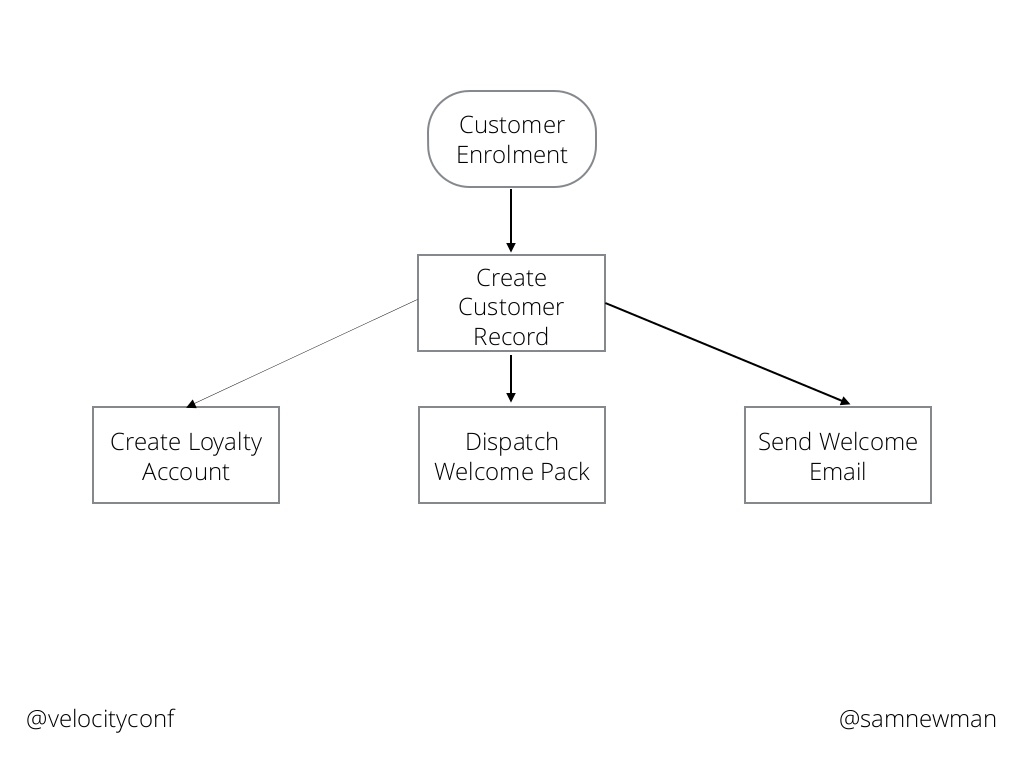 Customer
Enrolment
Create
Customer
Record
Create Loyalty
Account
Dispatch
Welcome Pack
Send Welcome
Email
@velocityconf
@samnewman